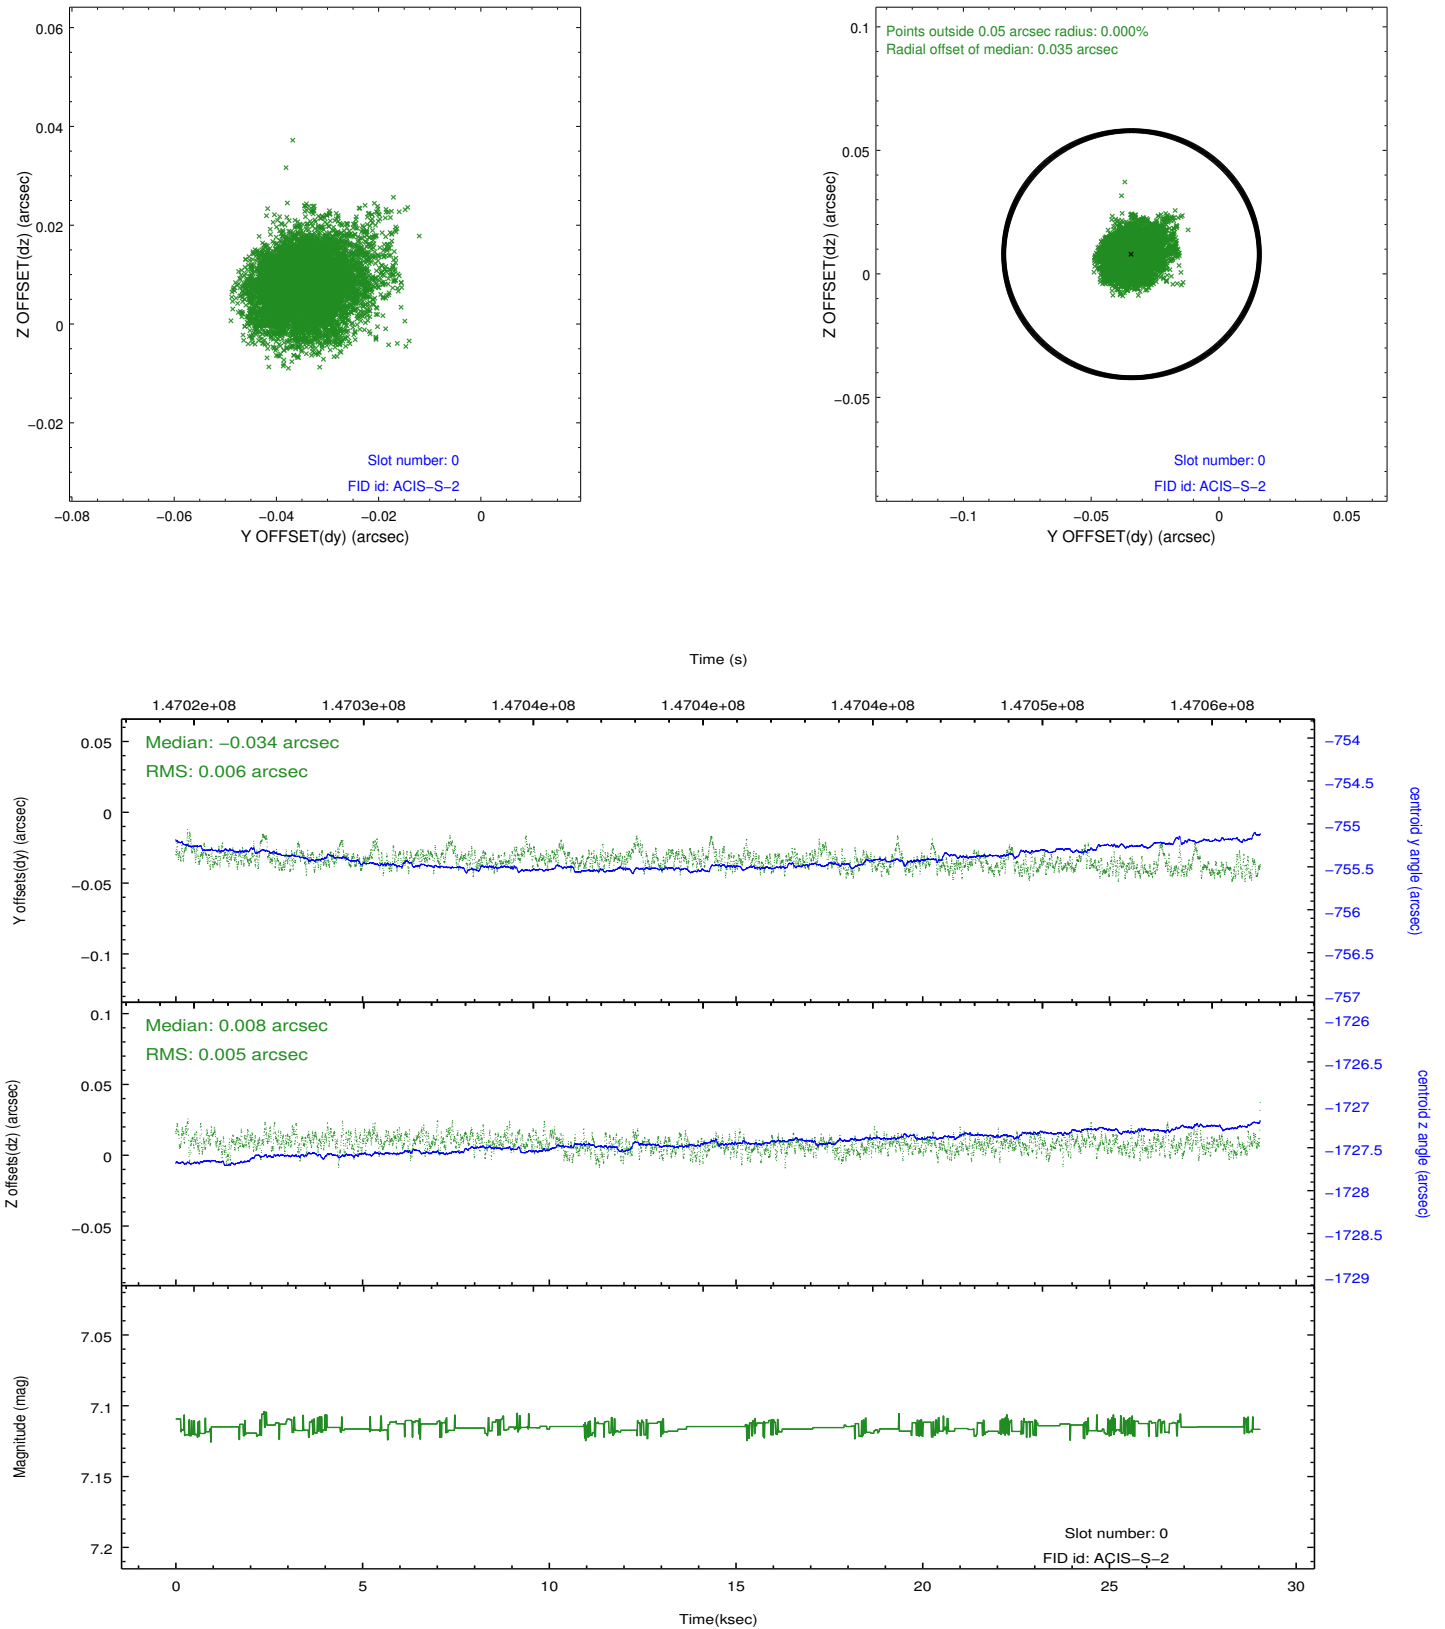 0.06
0.04
0.02
0
−0.02
Z OFFSET(dz) (arcsec)
Slot number: 0
FID id: ACIS−S−2
−0.08
−0.06
−0.04
−0.02
0
Y OFFSET(dy) (arcsec)
Points outside 0.05 arcsec radius: 0.000%
Radial offset of median: 0.035 arcsec
0.1
0.05
0
−0.05
Z OFFSET(dz) (arcsec)
Slot number: 0
FID id: ACIS−S−2
−0.1
−0.05
0
0.05
Y OFFSET(dy) (arcsec)
Time (s)
1.4702e+08
1.4703e+08
1.4704e+08
1.4704e+08
1.4704e+08
1.4705e+08
1.4706e+08
Median: −0.034 arcsec
RMS: 0.006 arcsec
0.05
0
−0.05
−0.1
Y offsets(dy) (arcsec)
−754
−754.5
−755
−755.5
−756
−756.5
−757
centroid y angle (arcsec)
Median: 0.008 arcsec
RMS: 0.005 arcsec
0.1
0.05
0
−0.05
Z offsets(dz) (arcsec)
−1726
−1726.5
−1727
−1727.5
−1728
−1728.5
−1729
centroid z angle (arcsec)
7.05
7.1
7.15
7.2
Magnitude (mag)
Slot number: 0
FID id: ACIS−S−2
0
5
10
15
20
25
30
Time(ksec)